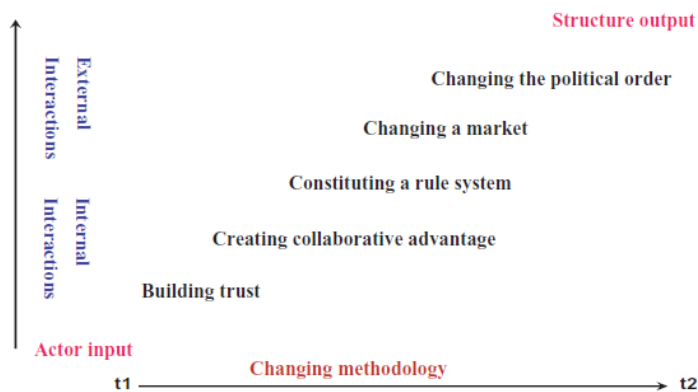 Structure output
External
Interactions
Changing the political order
Changing a market
Constituting a rule system
Internal
Interactions
Creating collaborative advantage
Building trust
Actor input
Changing methodology
t1
t2